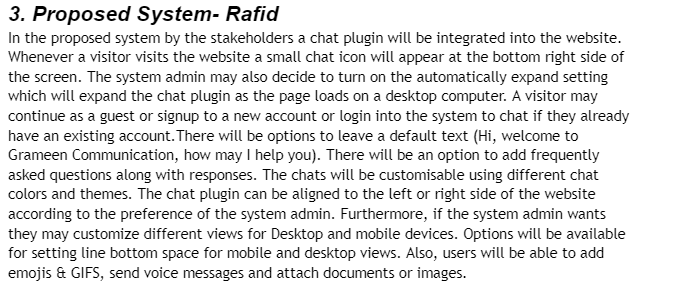 3. Proposed System- Rafid
In the proposed system by the stakeholders a chat plugin will be integrated into the website.
Whenever a visitor visits the website a small chat icon will appear at the bottom right side of
the screen. The system admin may also decide to turn on the automatically expand setting
which will expand the chat plugin as the page loads on a desktop computer. A visitor may
continue as a guest or signup to a new account or login into the system to chat if they already
have an existing account.There will be options to leave a default text (Hi, welcome to
Grameen Communication, how may I help you). There will be an option to add frequently
asked questions along with responses. The chats will be customisable using different chat
colors and themes. The chat plugin can be aligned to the left or right side of the website
according to the preference of the system admin. Furthermore, if the system admin wants
they may customize different views for Desktop and mobile devices. Options will be available
for setting line bottom space for mobile and desktop views. Also, users will be able to add
emojis & GIFS, send voice messages and attach documents or images.